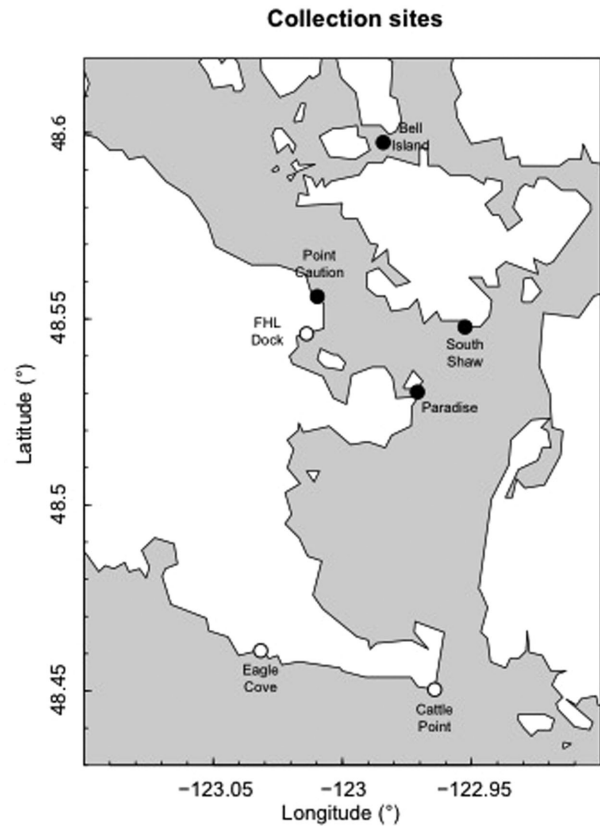 Collection sites
48.6
Bell
Island
Point
Caution
48.55
FHL
Dock
South
Shaw
Paradise
Latitude (°)
48.5
48.45
Eagle
Cove
Cattle
Point
−123.05
−123
−122.95
Longitude (°)